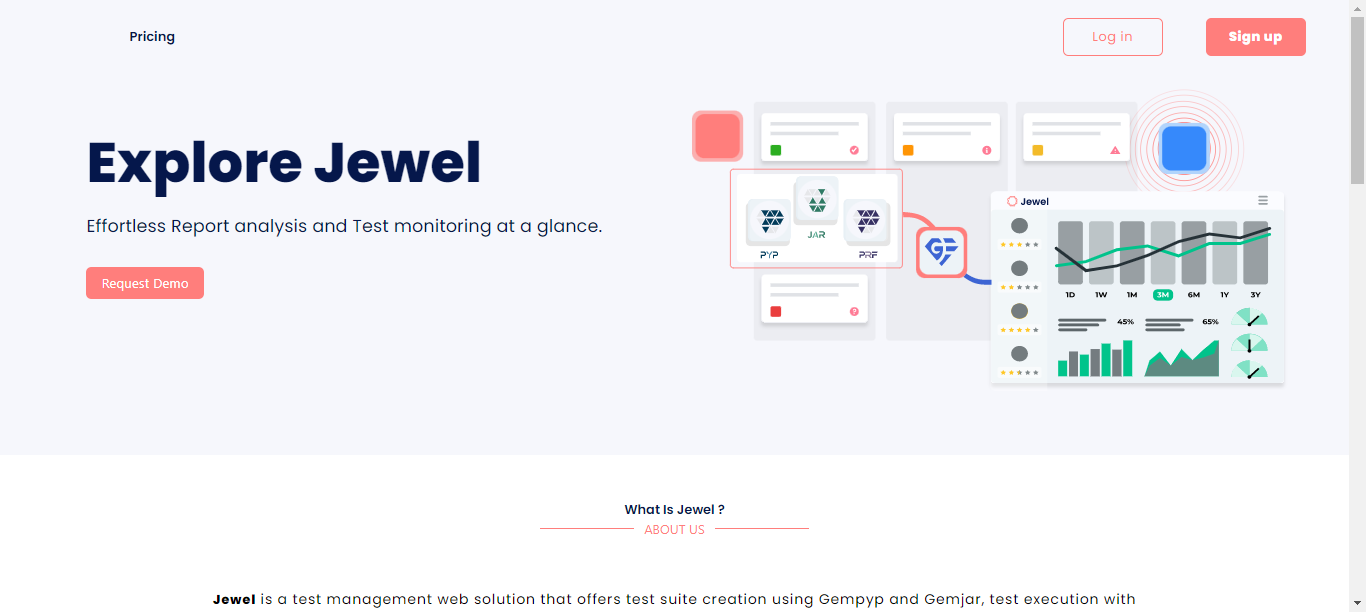 Pricing
Log in
Sign up
Explore Jewel
Effortless Report analysis and Test monitoring at a glance.
Request Demo
PYP
JAR
PRF
GF
Jewel
1D 1W 1M 3M 6M 1Y 3Y
45%
65%
What Is Jewel ?
ABOUT US
Jewel is a test management web solution that offers test suite creation using Gempyp and Gemjar, test execution with